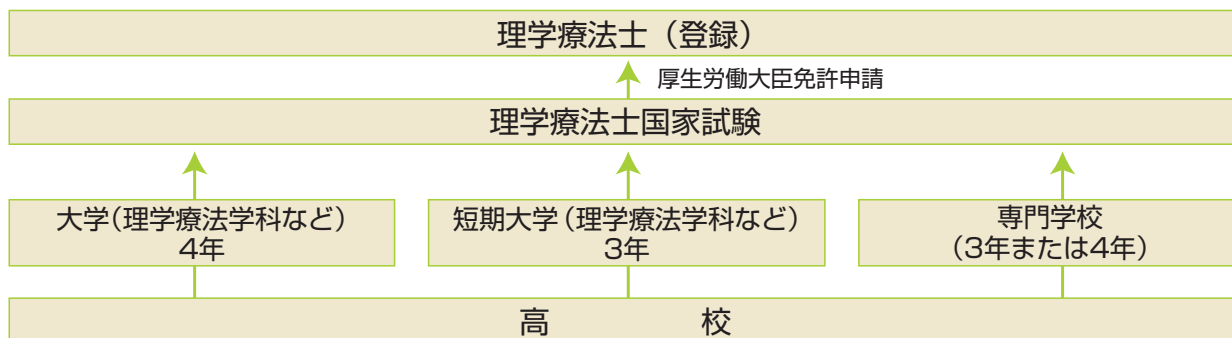 理学療法士（登録）
厚生労働大臣免許申請
理学療法士国家試験
大学（理学療法学科など）
4年
短期大学（理学療法学科など）
3年
専門学校
（3年または4年）
高　校